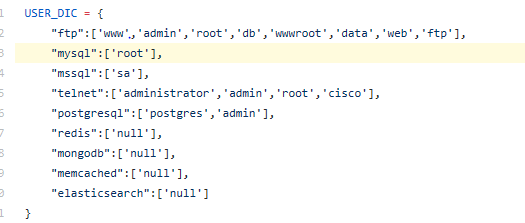 USER_DIC = {
"ftp":['www','admin','root','db','wwwroot','data','web','ftp'],
"mysql":['root'],
"mssql":['sa'],
"telnet":['administrator','admin','root','cisco'],
"postgresql":['postgres','admin'],
"redis":['null'],
"mongodb":['null'],
"memcached":['null'],
"elasticsearch":['null']
}